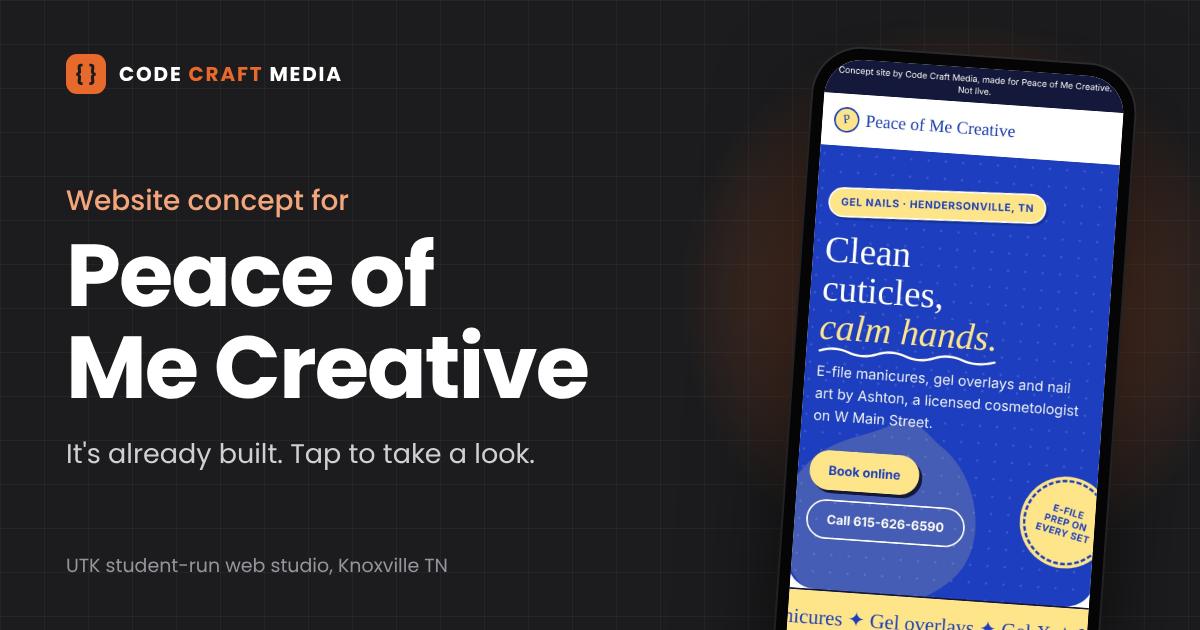 { } CODE CRAFT MEDIA
Website concept for
Peace of
Me Creative
It's already built. Tap to take a look.
UTK student-run web studio, Knoxville TN
Concept site by Code Craft Media, made for Peace of Me Creative.
Not live.
P Peace of Me Creative
GEL NAILS · HENDERSONVILLE, TN
Clean
cuticles,
calm hands.
E-file manicures, gel overlays and nail
art by Ashton, a licensed cosmetologist
on W Main Street.
Book online
Call 615-626-6590
E-FILE
PREP ON
EVERY SET
nicures ✦ Gel overlays ✦ Gel